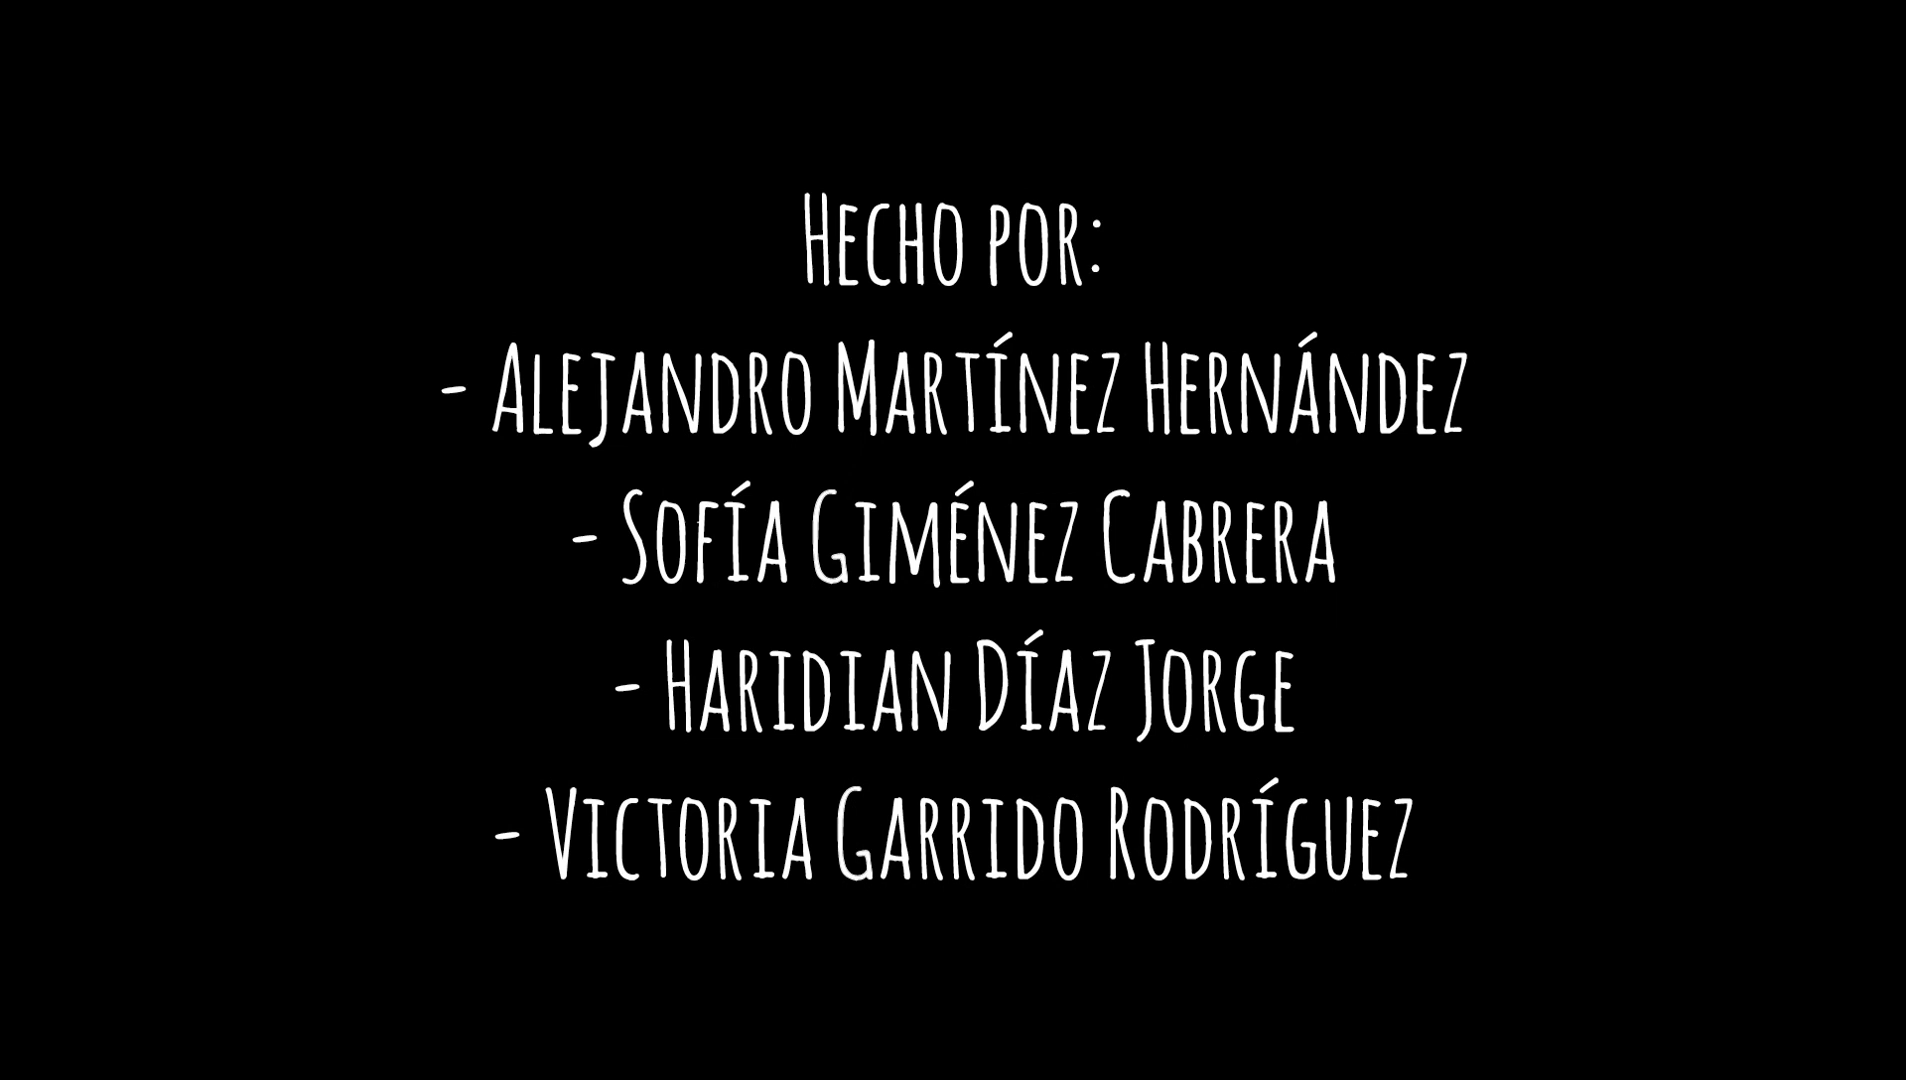 Hecho por:
- Alejandro Martínez Hernández
- Sofía Giménez Cabrera
- Haridian Díaz Jorge
- Victoria Garrido Rodríguez